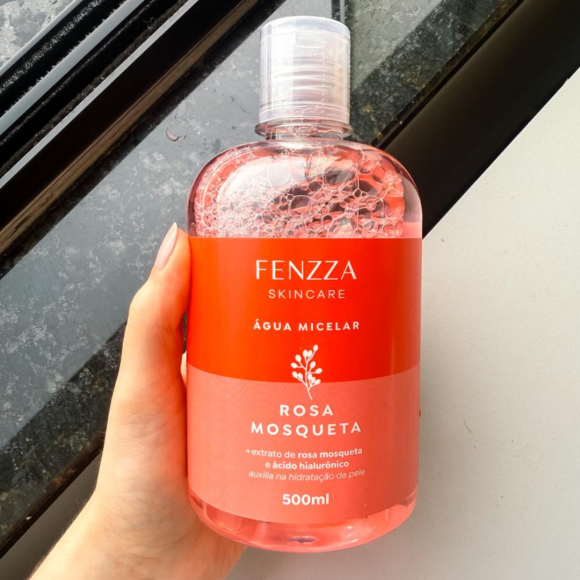 FENZZA
SKINCARE
ÁGUA MICELAR
ROSA
MOSQUETA
+extrato de rosa mosqueta
e ácido hialurônico
auxilia na hidratação da pele
500ml